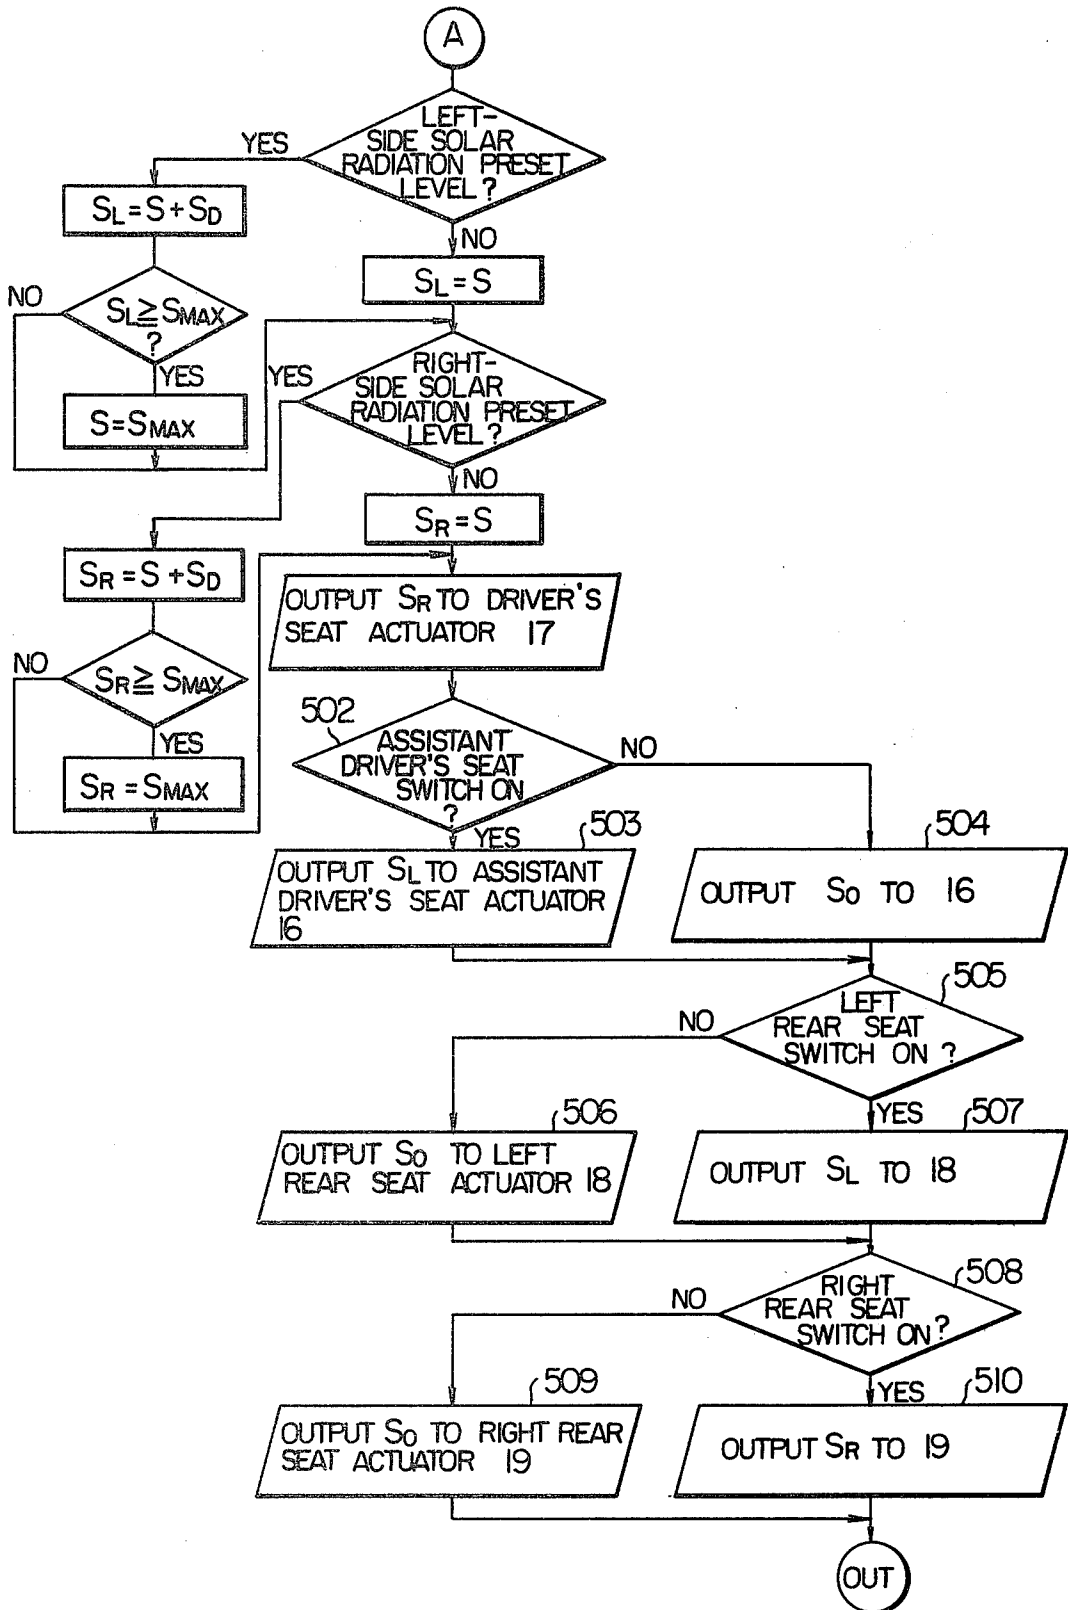 A
LEFT-
SIDE SOLAR
RADIATION PRESET
LEVEL?
YES
NO
SL=S+SD
SL=S
NO
SL≧SMAX
?
YES
S=SMAX
RIGHT-
SIDE SOLAR
RADIATION PRESET
LEVEL?
YES
NO
SR=S
SR=S+SD
NO
SR≧SMAX
YES
SR=SMAX
OUTPUT SR TO DRIVER'S
SEAT ACTUATOR 17
502
ASSISTANT
DRIVER'S SEAT
SWITCH ON
?
NO
YES
503
OUTPUT SL TO ASSISTANT
DRIVER'S SEAT ACTUATOR
16
504
OUTPUT SO TO 16
505
LEFT
REAR SEAT
SWITCH ON ?
NO
YES
506
OUTPUT SO TO LEFT
REAR SEAT ACTUATOR 18
507
OUTPUT SL TO 18
508
RIGHT
REAR SEAT
SWITCH ON?
NO
YES
509
OUTPUT SO TO RIGHT REAR
SEAT ACTUATOR 19
510
OUTPUT SR TO 19
OUT